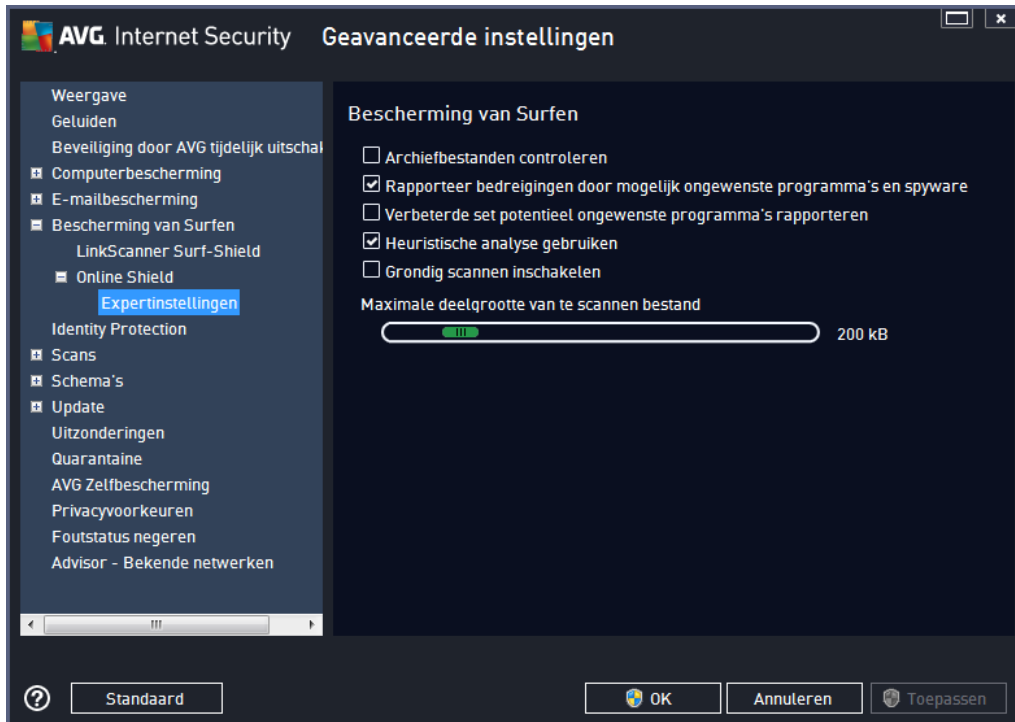 AVG. Internet Security Geavanceerde instellingen
Weergave
Geluiden
Beveiliging door AVG tijdelijk uitschak
Computerbescherming
E-mailbescherming
Bescherming van Surfen
LinkScanner Surf-Shield
Online Shield
Expertinstellingen
Identity Protection
Scans
Schema's
Update
Uitzonderingen
Quarantaine
AVG Zelfbescherming
Privacyvoorkeuren
Foutstatus negeren
Advisor - Bekende netwerken
Bescherming van Surfen
Archiefbestanden controleren
Rapporteer bedreigingen door mogelijk ongewenste programma's en spyware
Verbeterde set potentieel ongewenste programma's rapporteren
Heuristische analyse gebruiken
Grondig scannen inschakelen
Maximale deelgrootte van te scannen bestand
200 kB
? Standaard OK Annuleren Toepassen